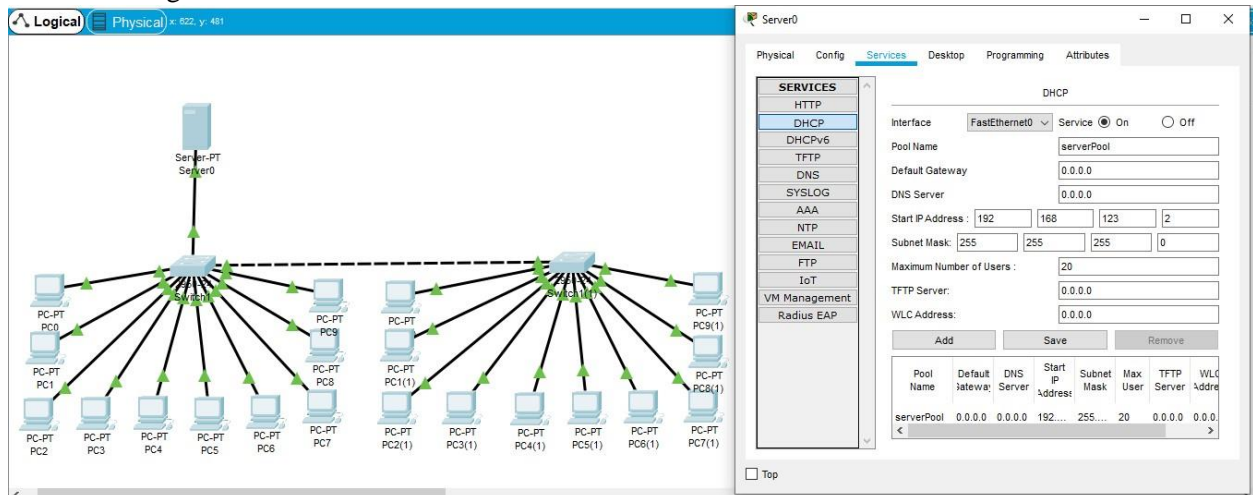 Logical Physical x: 622, y: 481
Server-PT
Server0
Switch1
Switch1(1)
PC-PT
PC0
PC-PT
PC1
PC-PT
PC2
PC-PT
PC3
PC-PT
PC4
PC-PT
PC5
PC-PT
PC6
PC-PT
PC7
PC-PT
PC8
PC-PT
PC9
PC-PT
PC-PT
PC1(1)
PC-PT
PC2(1)
PC-PT
PC3(1)
PC-PT
PC4(1)
PC-PT
PC5(1)
PC-PT
PC6(1)
PC-PT
PC7(1)
PC-PT
PC8(1)
PC-PT
PC9(1)
Server0
Physical Config Services Desktop Programming Attributes
SERVICES
HTTP
DHCP
DHCPv6
TFTP
DNS
SYSLOG
AAA
NTP
EMAIL
FTP
IoT
VM Management
Radius EAP
DHCP
Interface FastEthernet0 Service On Off
Pool Name serverPool
Default Gateway 0.0.0.0
DNS Server 0.0.0.0
Start IP Address : 192 168 123 2
Subnet Mask: 255 255 255 0
Maximum Number of Users : 20
TFTP Server: 0.0.0.0
WLC Address: 0.0.0.0
Add Save Remove
Pool Name Default Gateway DNS Server Start IP Address Subnet Mask Max User TFTP Server WLC Addre
serverPool 0.0.0.0 0.0.0.0 192.... 255.... 20 0.0.0.0 0.0.0.
Top